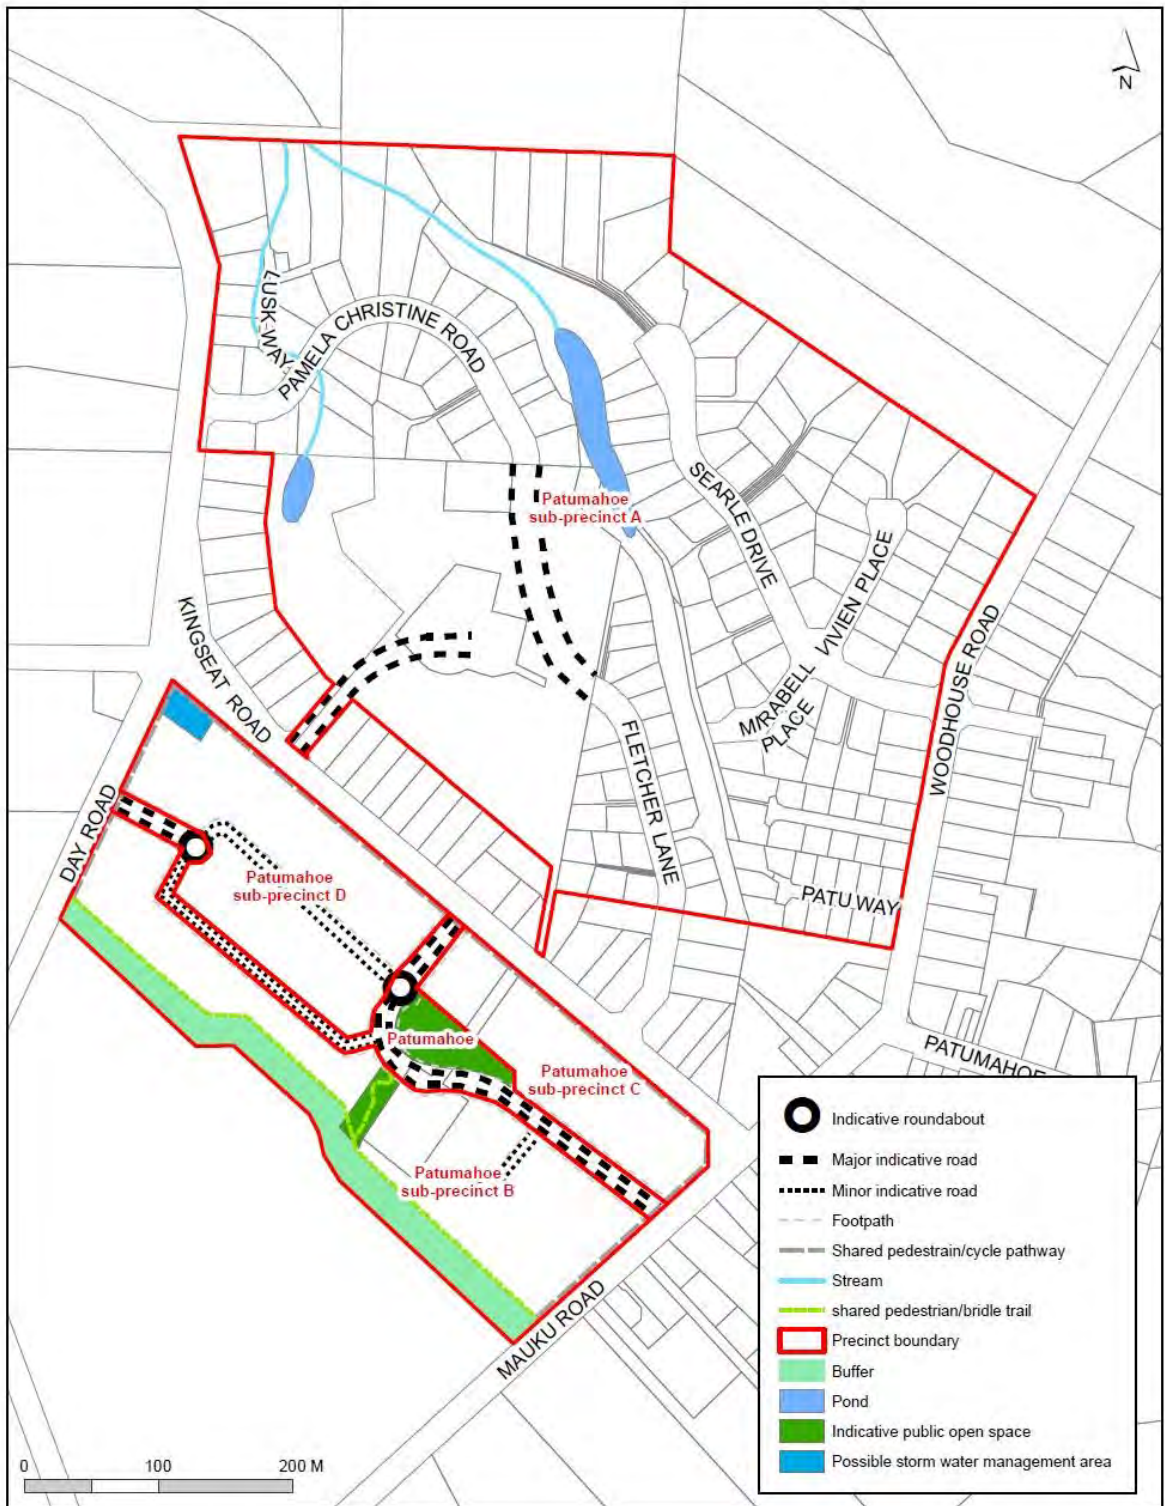 N
LUSK WAY
PAMELA CHRISTINE ROAD
SEARLE DRIVE
Patumahoe
sub-precinct A
VIVIEN PLACE
MIRABELL
PLACE
WOODHOUSE ROAD
KINGSEAT ROAD
FLETCHER LANE
DAY ROAD
PATU WAY
Patumahoe
sub-precinct D
Patumahoe
Patumahoe
sub-precinct C
PATUMAHOE
Patumahoe
sub-precinct B
MAUKU ROAD
Indicative roundabout
Major indicative road
Minor indicative road
Footpath
Shared pedestrain/cycle pathway
Stream
shared pedestrian/bridle trail
Precinct boundary
Buffer
Pond
Indicative public open space
Possible storm water management area
0 100 200 M